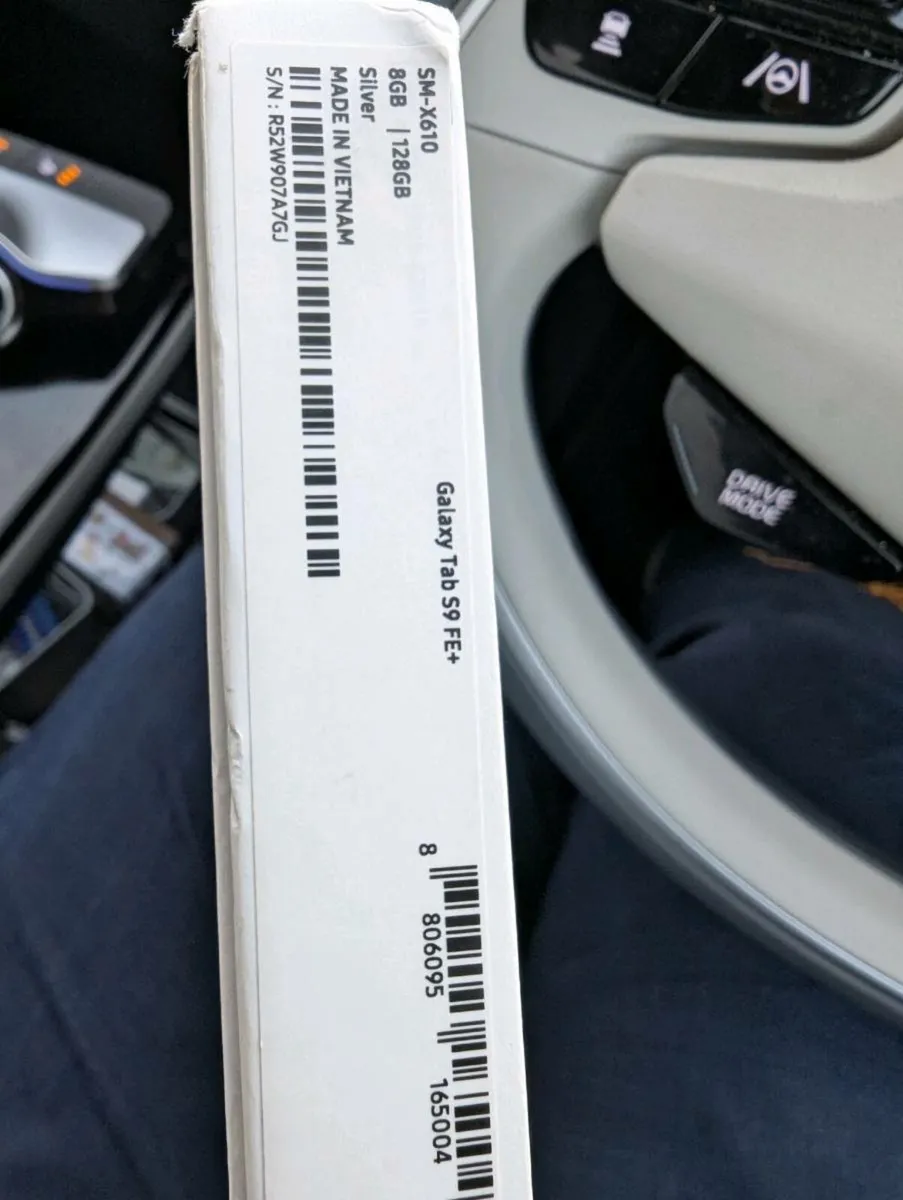 SM-X610
8GB | 128GB
Silver
MADE IN VIETNAM
S/N : R52W907A7GJ
Galaxy Tab S9 FE+
8 806095 165004
DRIVE
MODE